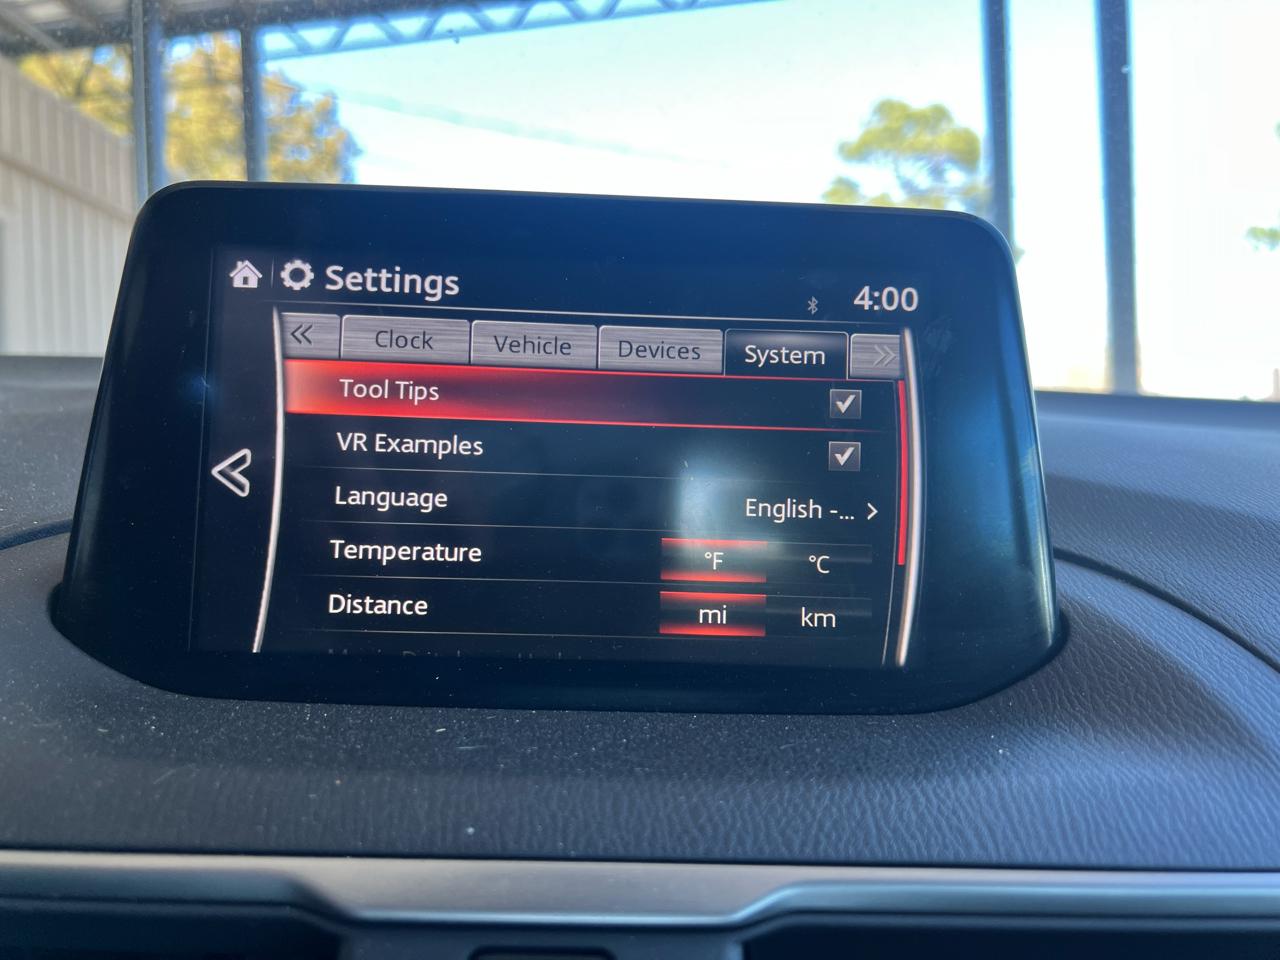 Settings
4:00
Clock Vehicle Devices System
Tool Tips
VR Examples
Language English -...
Temperature °F °C
Distance mi km